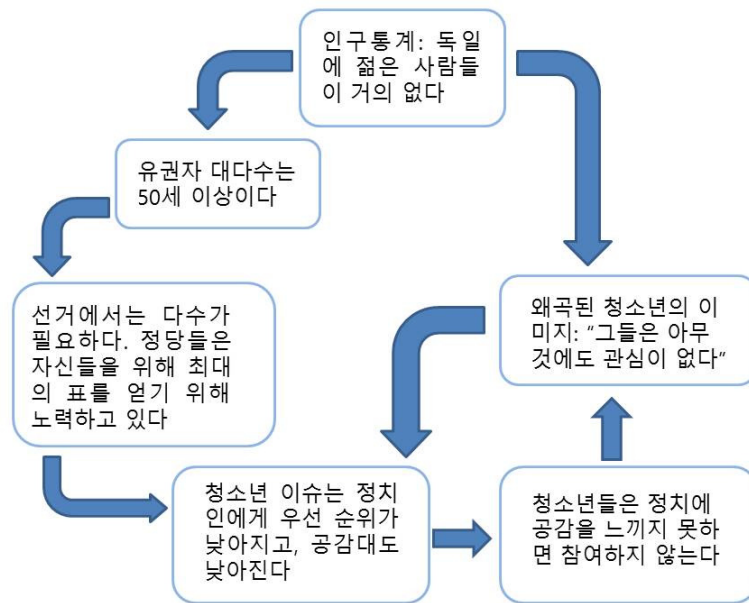 인구통계: 독일
에 젊은 사람들
이 거의 없다
유권자 대다수는
50세 이상이다
선거에서는 다수가
필요하다. 정당들은
자신들을 위해 최대
의 표를 얻기 위해
노력하고 있다
왜곡된 청소년의 이
미지: “그들은 아무
것에도 관심이 없다”
청소년 이슈는 정치
인에게 우선 순위가
낮아지고, 공감대도
낮아진다
청소년들은 정치에
공감을 느끼지 못하
면 참여하지 않는다